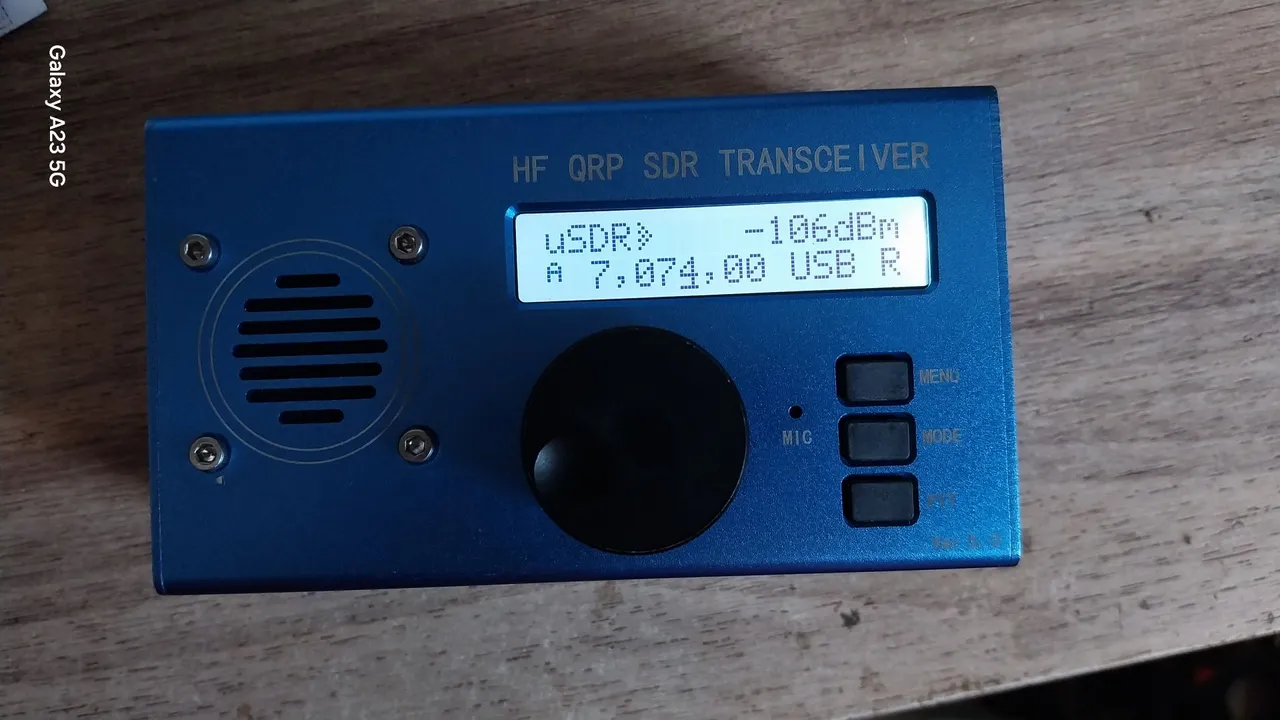 Galaxy A23 5G
HF QRP SDR TRANSCEIVER
uSDR» -106dBm
A 7,074,00 USB R
MENU
MIC
MODE